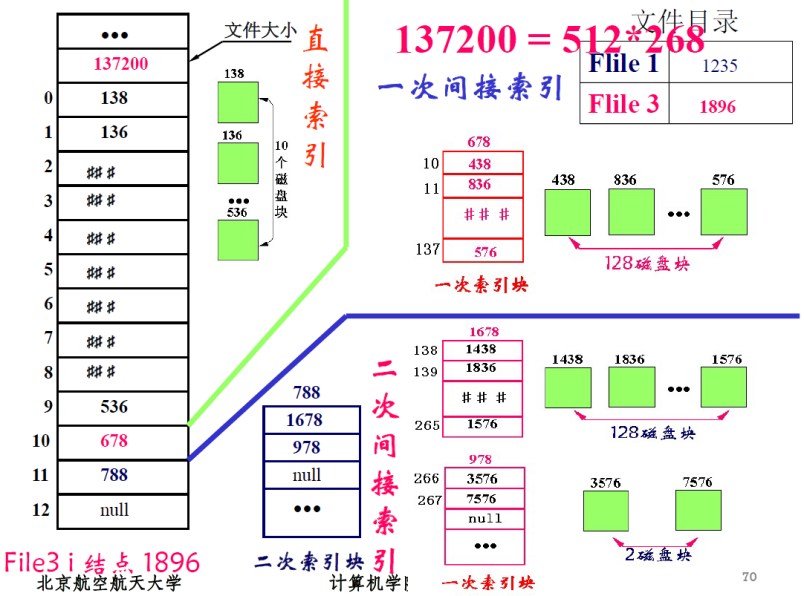 文件目录
137200 = 512*268
Flile 1 1235
Flile 3 1896
文件大小
•••
137200
0 138
1 136
2 ## #
3 ## #
4 ## #
5 ## #
6 ## #
7 ## #
8 ## #
9 536
10 678
11 788
12 null
File3 i 结点 1896
直接索引
138
136
•••
536
10个磁盘块
一次间接索引
678
10 438
11 836
## #
137 576
一次索引块
438 836 ••• 576
128磁盘块
二次间接索引
788
1678
978
null
•••
二次索引块
1678
138 1438
139 1836
## #
265 1576
1438 1836 ••• 1576
128磁盘块
978
266 3576
267 7576
null
•••
一次索引块
3576 7576
2磁盘块
北京航空航天大学
计算机学
70